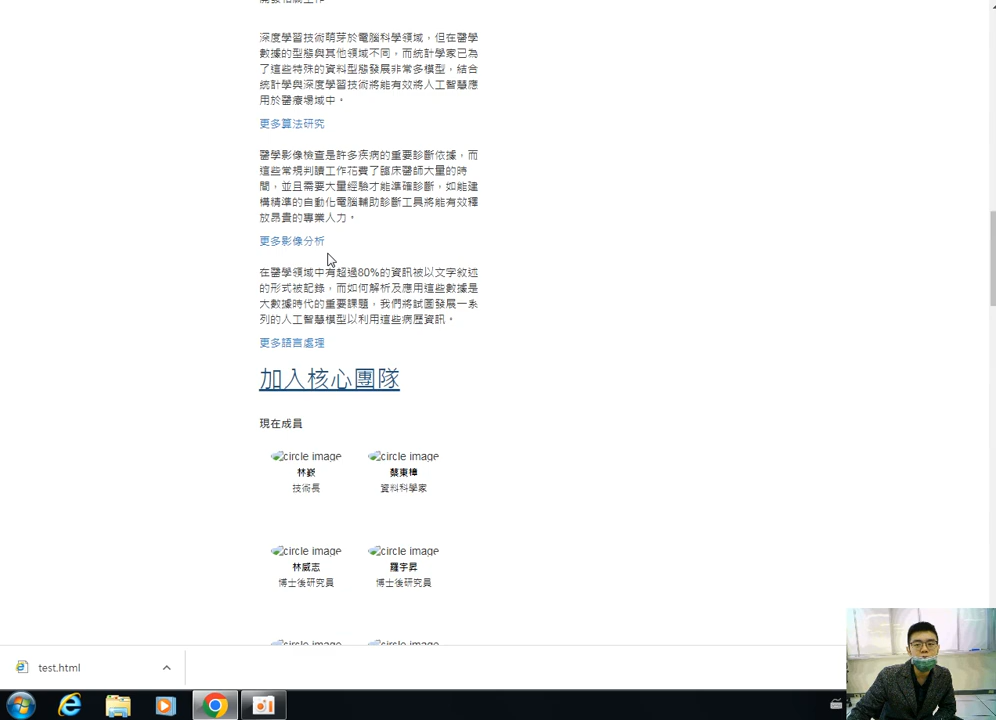 深度學習技術萌芽於電腦科學領域，但在醫學
數據的型態與其他領域不同，而統計學家已為
了這些特殊的資料型態發展非常多模型，結合
統計學與深度學習技術將能有效將人工智慧應
用於醫療場域中。
更多算法研究
醫學影像檢查是許多疾病的重要診斷依據，而
這些常規判讀工作花費了臨床醫師大量的時
間，並且需要大量經驗才能準確診斷，如能建
構精準的自動化電腦輔助診斷工具將能有效釋
放昂貴的專業人力。
更多影像分析
在醫學領域中有超過80%的資訊被以文字敘述
的形式被記錄，而如何解析及應用這些數據是
大數據時代的重要課題，我們將試圖發展一系
列的人工智慧模型以利用這些病歷資訊。
更多語言處理
加入核心團隊
現在成員
circle image circle image
林嶔 蔡東樟
技術長 資料科學家
circle image circle image
林威志 羅宇昇
博士後研究員 博士後研究員
circle image circle image
test.html